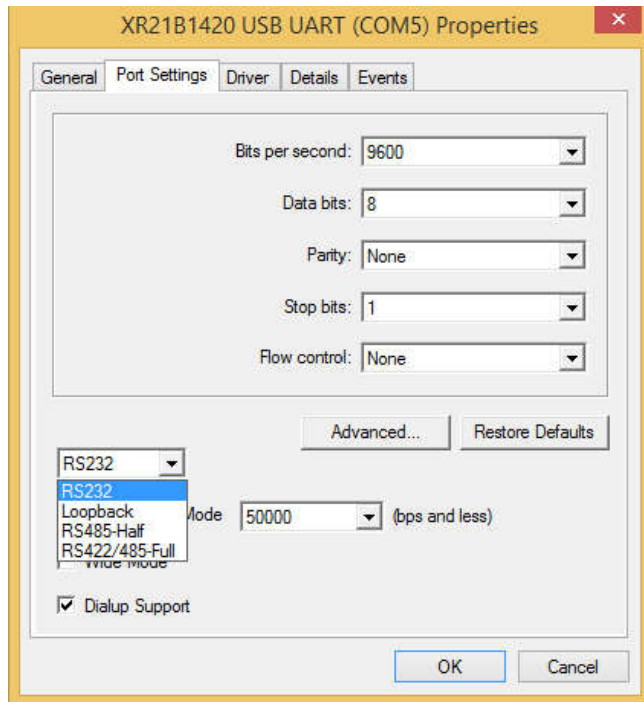 XR21B1420 USB UART (COM5) Properties
General Port Settings Driver Details Events
Bits per second: 9600
Data bits: 8
Parity: None
Stop bits: 1
Flow control: None
Advanced... Restore Defaults
RS232
RS232
Loopback
RS485-Half
RS422/485-Full
Mode 50000 (bps and less)
Wide Mode
Dialup Support
OK Cancel